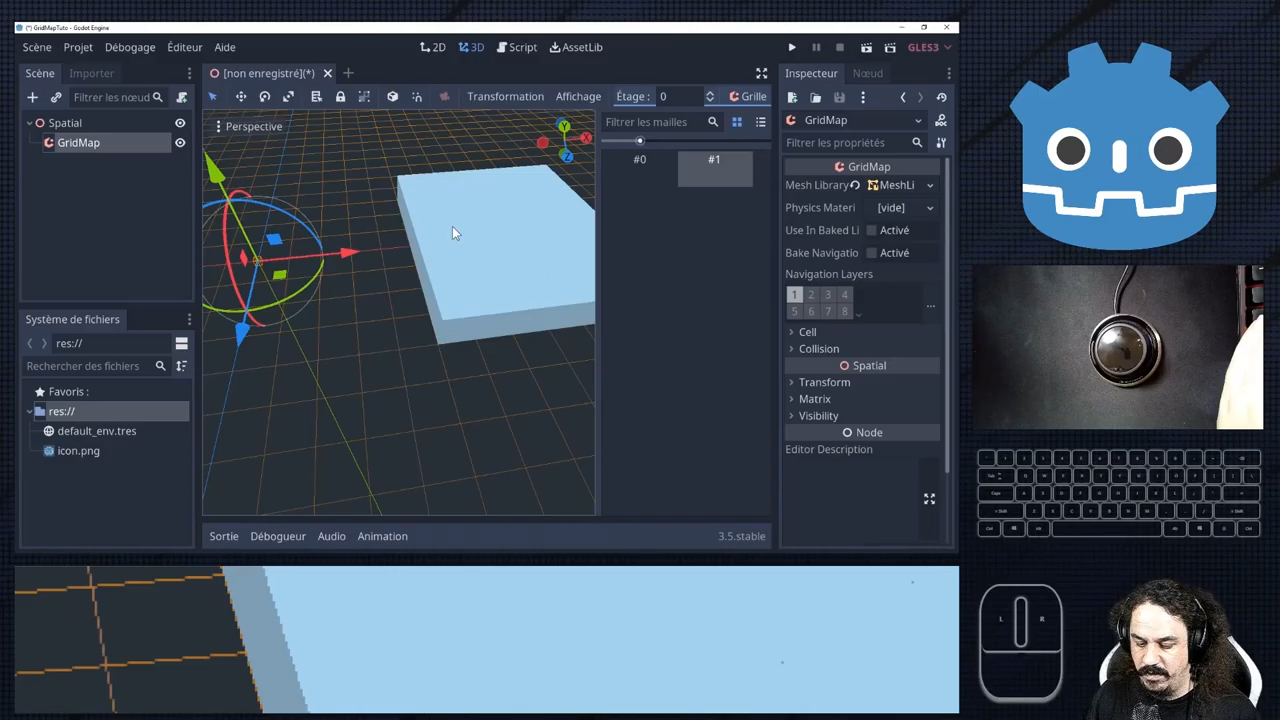 (*) GridMapTuto - Godot Engine
Scène Projet Débogage Éditeur Aide
2D 3D Script AssetLib
GLES3
Scène Importer
[non enregistré](*)
Inspecteur Nœud
Filtrer les nœud
Transformation Affichage Étage : 0 Grille
Spatial
GridMap
Perspective
Y
X
Z
Filtrer les mailles
#0 #1
GridMap
Filtrer les propriétés
GridMap
Mesh Library MeshLi
Physics Materi [vide]
Use In Baked Li Activé
Bake Navigatio Activé
Navigation Layers
1 2 3 4
5 6 7 8
...
Cell
Collision
Spatial
Transform
Matrix
Visibility
Node
Editor Description
Système de fichiers
res://
Rechercher des fichiers
Favoris :
res://
default_env.tres
icon.png
Sortie Débogueur Audio Animation 3.5.stable
L R